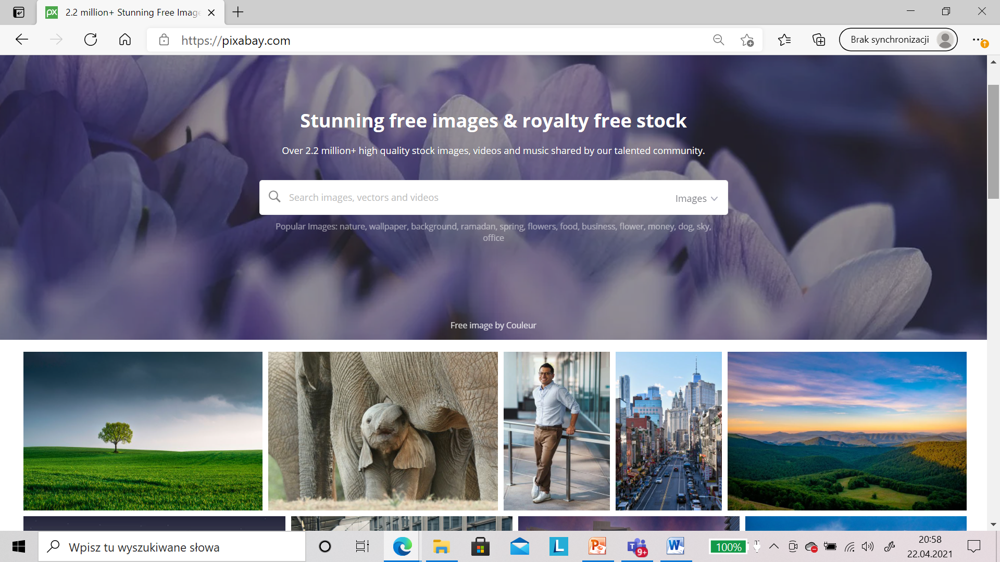 px 2.2 million+ Stunning Free Image
https://pixabay.com
Brak synchronizacji
Stunning free images & royalty free stock
Over 2.2 million+ high quality stock images, videos and music shared by our talented community.
Search images, vectors and videos
Images
Popular Images: nature, wallpaper, background, ramadan, spring, flowers, food, business, flower, money, dog, sky,
office
Free image by Couleur
Wpisz tu wyszukiwane słowa
L
P
T
9+
W
100%
20:58
22.04.2021